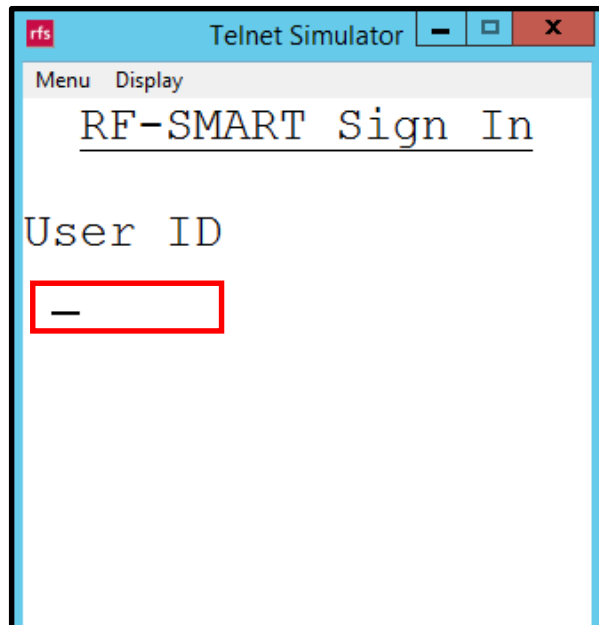 rfs Telnet Simulator
Menu Display
RF-SMART Sign In
User ID
_